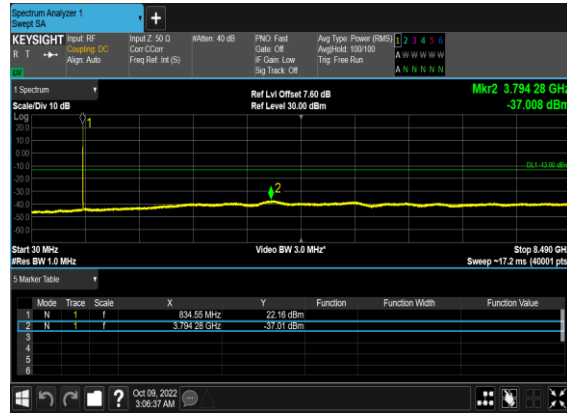 Spectrum Analyzer 1
Swept SA
+
KEYSIGHT Input: RF Input Z: 50 Ω #Atten: 40 dB PNO: Fast Avg Type: Power (RMS) 1 2 3 4 5 6
R T Coupling: DC Corr CCorr Gate: Off Avg|Hold: 100/100 A W W W W W
Align: Auto Freq Ref: Int (S) IF Gain: Low Trig: Free Run
Sig Track: Off A N N N N N
1 Spectrum Ref Lvl Offset 7.60 dB Mkr2 3.794 28 GHz
Scale/Div 10 dB Ref Level 30.00 dBm -37.008 dBm
Log
20.0
10.0
0.00
-10.0
-20.0
-30.0
-40.0
-50.0
-60.0
1
2
DL1 -13.00 dBm
Start 30 MHz Video BW 3.0 MHz* Stop 8.490 GHz
#Res BW 1.0 MHz Sweep ~17.2 ms (40001 pts)
5 Marker Table
Mode Trace Scale X Y Function Function Width Function Value
1 N 1 f 834.55 MHz 22.16 dBm
2 N 1 f 3.794 28 GHz -37.01 dBm
3
4
5
6
? Oct 09, 2022
3:06:37 AM